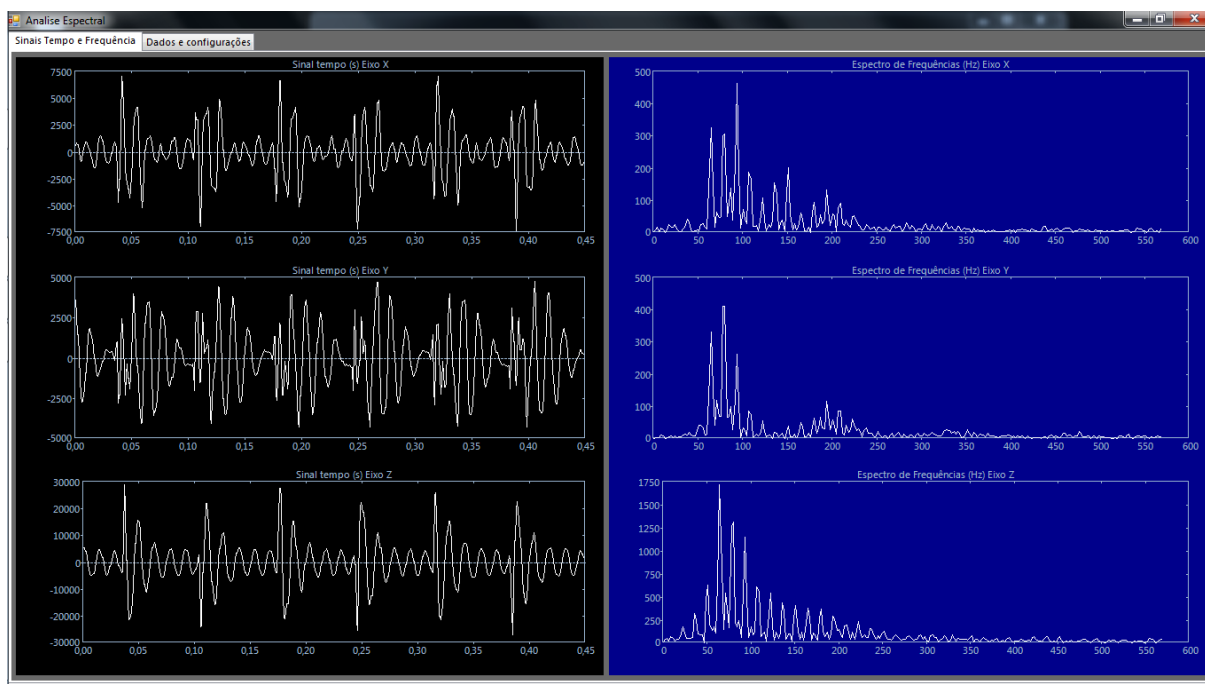 Analise Espectral
Sinais Tempo e Frequência Dados e configurações
Sinal tempo (s) Eixo X
7500
5000
2500
0
-2500
-5000
-7500
0,00 0,05 0,10 0,15 0,20 0,25 0,30 0,35 0,40 0,45
Sinal tempo (s) Eixo Y
5000
2500
0
-2500
-5000
0,00 0,05 0,10 0,15 0,20 0,25 0,30 0,35 0,40 0,45
Sinal tempo (s) Eixo Z
30000
20000
10000
0
-10000
-20000
-30000
0,00 0,05 0,10 0,15 0,20 0,25 0,30 0,35 0,40 0,45
Espectro de Frequências (Hz) Eixo X
500
400
300
200
100
0
0 50 100 150 200 250 300 350 400 450 500 550 600
Espectro de Frequências (Hz) Eixo Y
500
400
300
200
100
0
0 50 100 150 200 250 300 350 400 450 500 550 600
Espectro de Frequências (Hz) Eixo Z
1750
1500
1250
1000
750
500
250
0
0 50 100 150 200 250 300 350 400 450 500 550 600